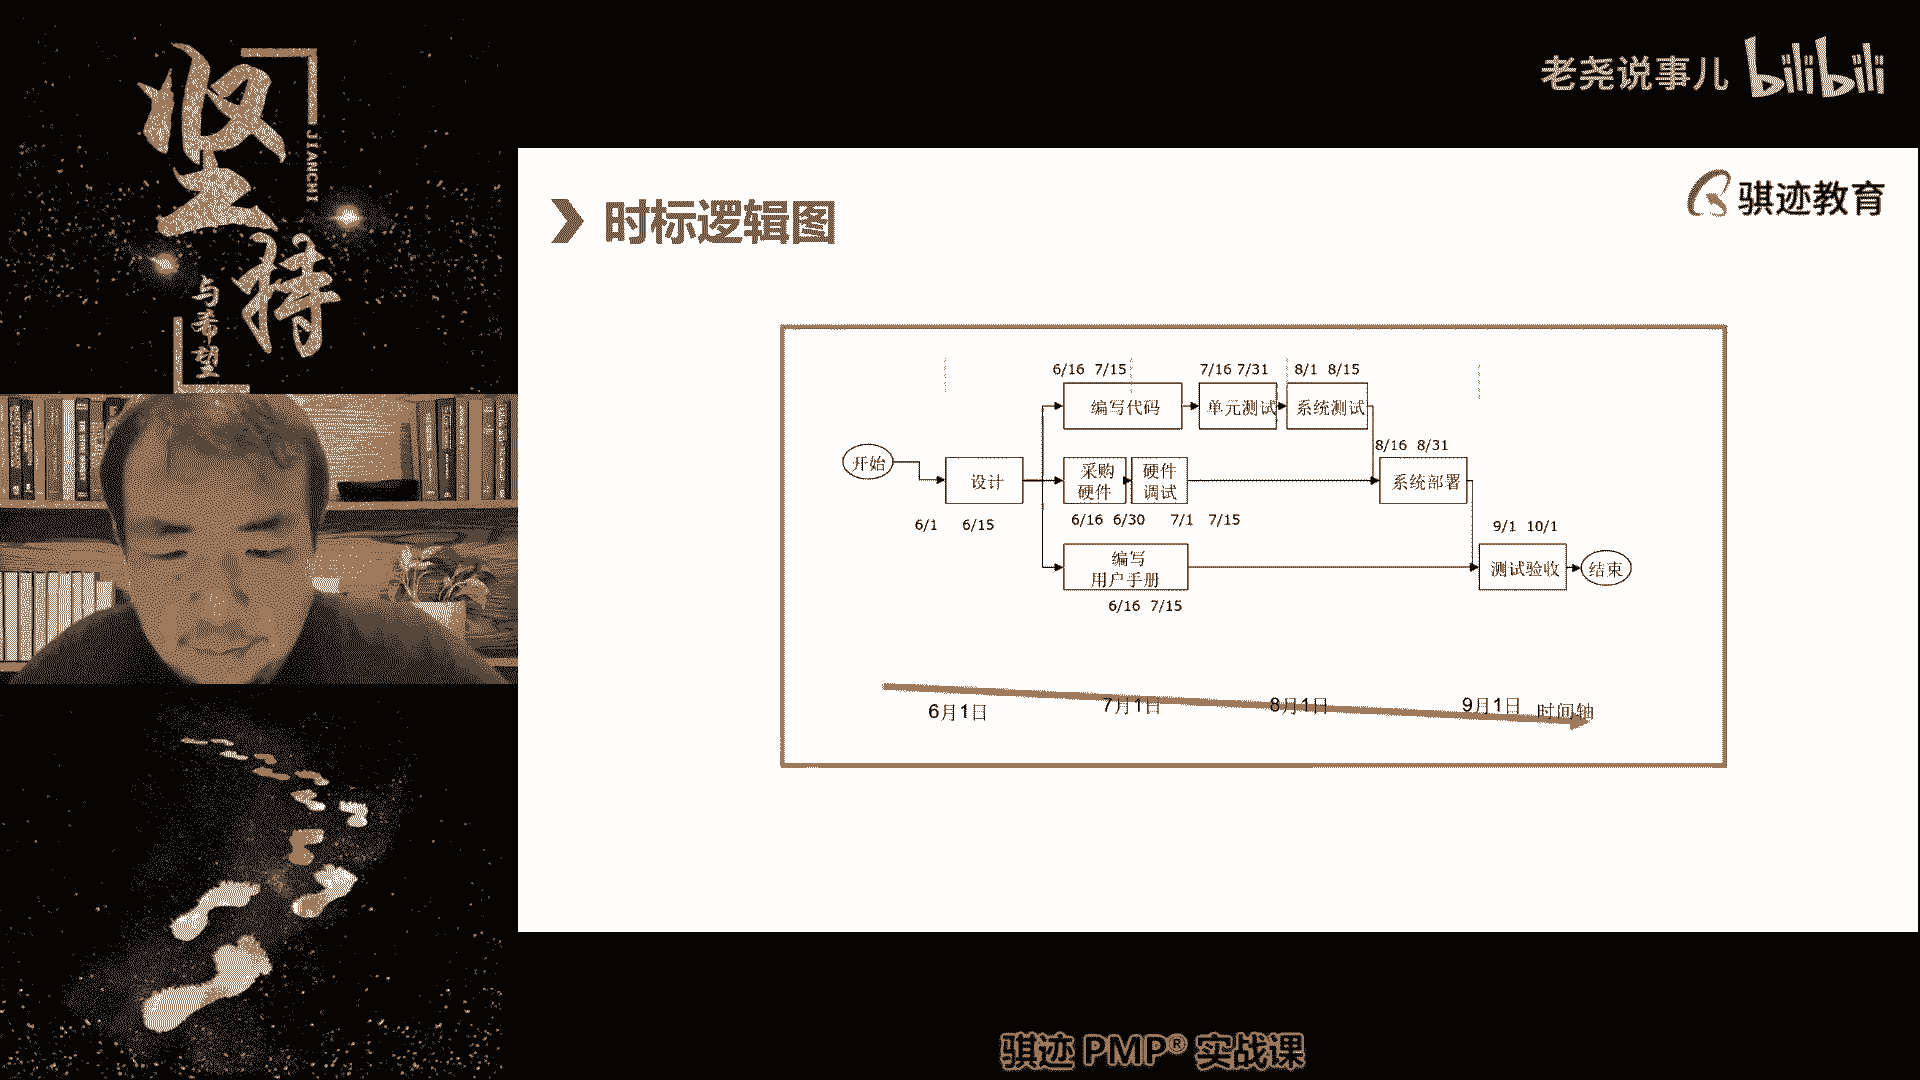 坚持
JIANCHI
与希望
老尧说事儿 bilibili
骐迹教育
时标逻辑图
6/16 7/15
7/16 7/31
8/1 8/15
编写代码
单元测试
系统测试
8/16 8/31
开始
设计
采购
硬件
硬件
调试
系统部署
6/1 6/15
6/16 6/30
7/1 7/15
9/1 10/1
编写
用户手册
测试验收
结束
6/16 7/15
6月1日
7月1日
8月1日
9月1日
时间轴
骐迹 PMP® 实战课